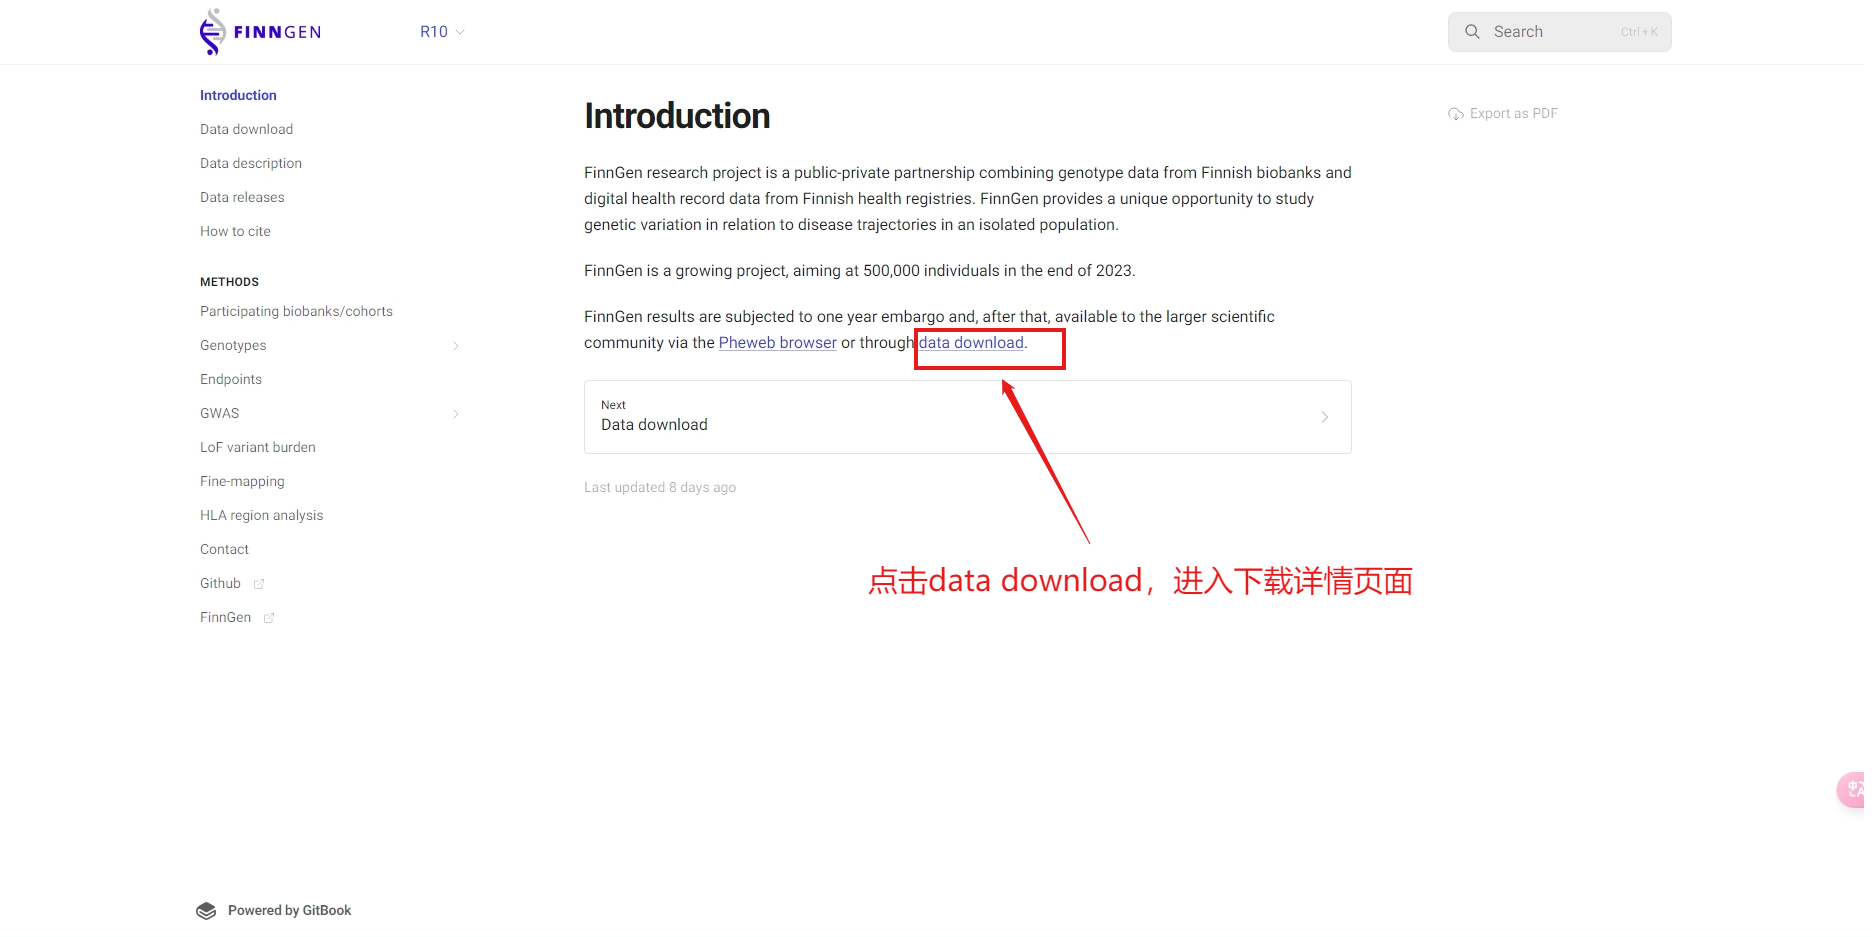 FINNGEN
R10
Search
Ctrl + K
Introduction
Data download
Data description
Data releases
How to cite
METHODS
Participating biobanks/cohorts
Genotypes
Endpoints
GWAS
LoF variant burden
Fine-mapping
HLA region analysis
Contact
Github
FinnGen
Introduction
Export as PDF
FinnGen research project is a public-private partnership combining genotype data from Finnish biobanks and
digital health record data from Finnish health registries. FinnGen provides a unique opportunity to study
genetic variation in relation to disease trajectories in an isolated population.
FinnGen is a growing project, aiming at 500,000 individuals in the end of 2023.
FinnGen results are subjected to one year embargo and, after that, available to the larger scientific
community via the Pheweb browser or through data download.
Next
Data download
Last updated 8 days ago
点击data download，进入下载详情页面
中
A
Powered by GitBook